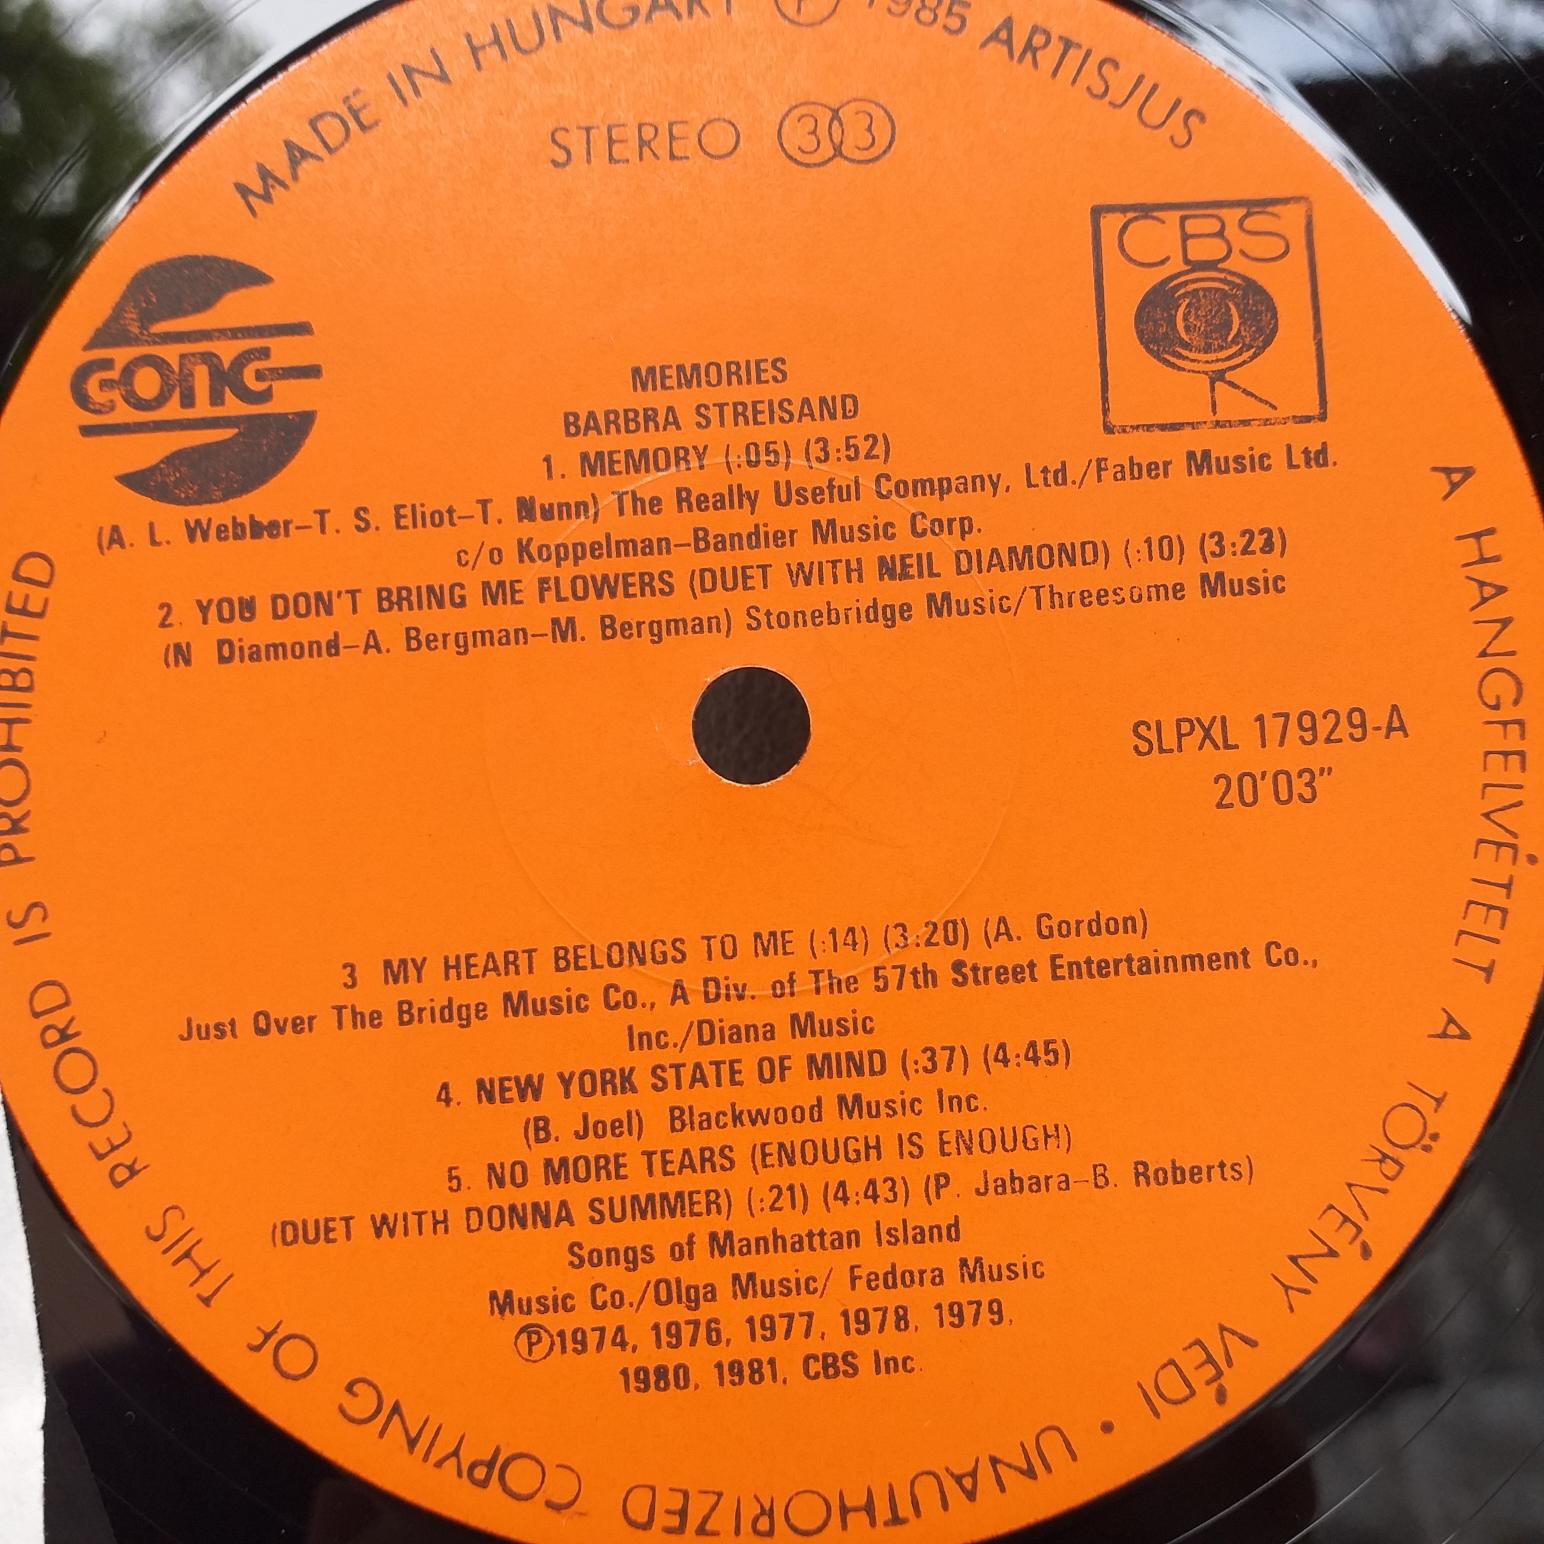 MADE IN HUNGARY Ⓟ 1985 ARTISJUS
STEREO 33
GONG
CBS
MEMORIES
BARBRA STREISAND
1. MEMORY (:05) (3:52)
(A. L. Webber–T. S. Eliot–T. Nunn) The Really Useful Company, Ltd./Faber Music Ltd.
c/o Koppelman–Bandier Music Corp.
2. YOU DON'T BRING ME FLOWERS (DUET WITH NEIL DIAMOND) (:10) (3:23)
(N Diamond–A. Bergman–M. Bergman) Stonebridge Music/Threesome Music
SLPXL 17929-A
20'03"
3 MY HEART BELONGS TO ME (:14) (3:20) (A. Gordon)
Just Over The Bridge Music Co., A Div. of The 57th Street Entertainment Co.,
Inc./Diana Music
4. NEW YORK STATE OF MIND (:37) (4:45)
(B. Joel) Blackwood Music Inc.
5. NO MORE TEARS (ENOUGH IS ENOUGH)
(DUET WITH DONNA SUMMER) (:21) (4:43) (P. Jabara–B. Roberts)
Songs of Manhattan Island
Music Co./Olga Music/ Fedora Music
Ⓟ1974, 1976, 1977, 1978, 1979,
1980, 1981, CBS Inc.
A HANGFELVÉTELT A TÖRVÉNY VÉDI • UNAUTHORIZED COPYING OF THIS RECORD IS PROHIBITED